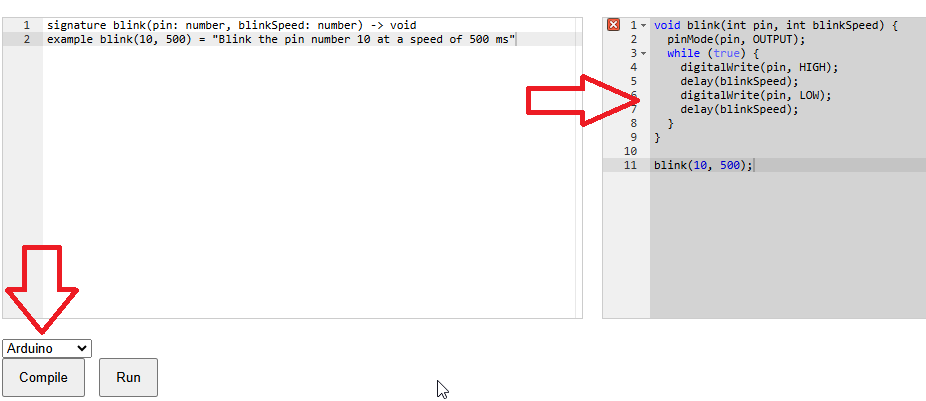 1 signature blink(pin: number, blinkSpeed: number) -> void
2 example blink(10, 500) = "Blink the pin number 10 at a speed of 500 ms"
1 void blink(int pin, int blinkSpeed) {
2 pinMode(pin, OUTPUT);
3 while (true) {
4 digitalWrite(pin, HIGH);
5 delay(blinkSpeed);
6 digitalWrite(pin, LOW);
7 delay(blinkSpeed);
8 }
9 }
10
11 blink(10, 500);
Arduino
Compile
Run